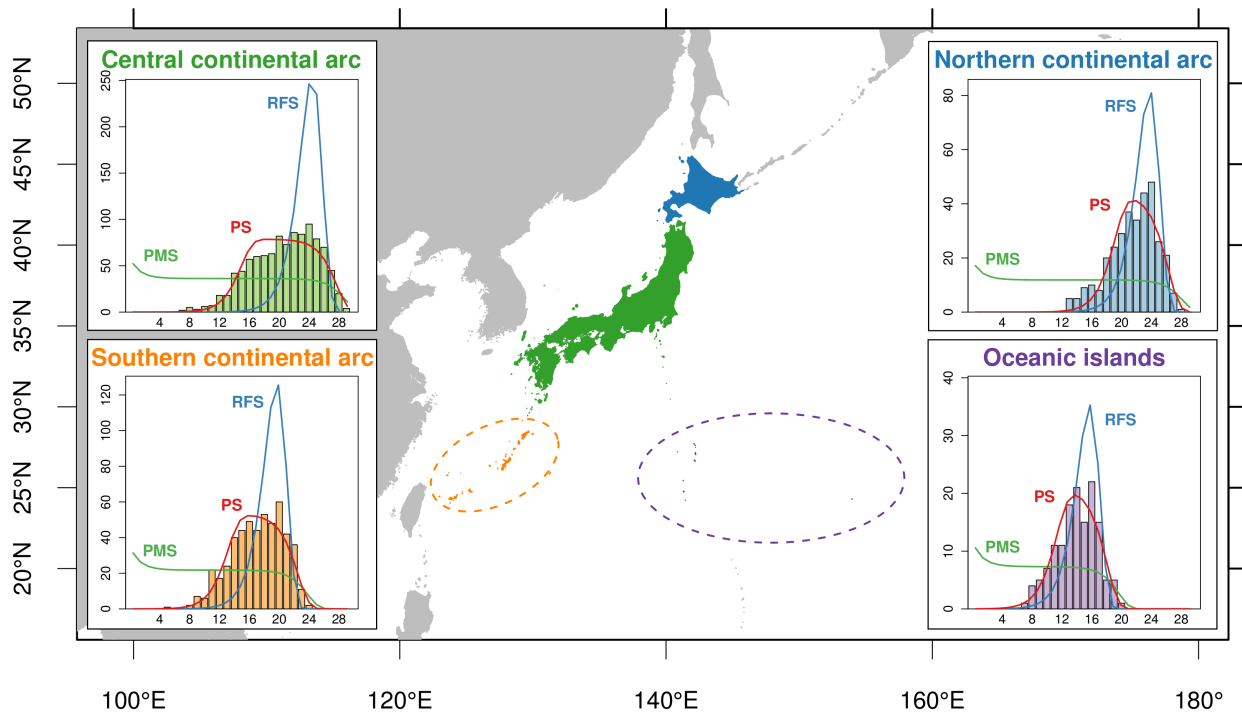 Central continental arc
250
200
150
100
50
0
RFS
PS
PMS
4 8 12 16 20 24 28
Northern continental arc
80
60
40
20
0
RFS
PS
PMS
4 8 12 16 20 24 28
Southern continental arc
120
100
80
60
40
20
0
RFS
PS
PMS
4 8 12 16 20 24 28
Oceanic islands
40
30
20
10
0
RFS
PS
PMS
4 8 12 16 20 24 28
50°N
45°N
40°N
35°N
30°N
25°N
20°N
100°E 120°E 140°E 160°E 180°